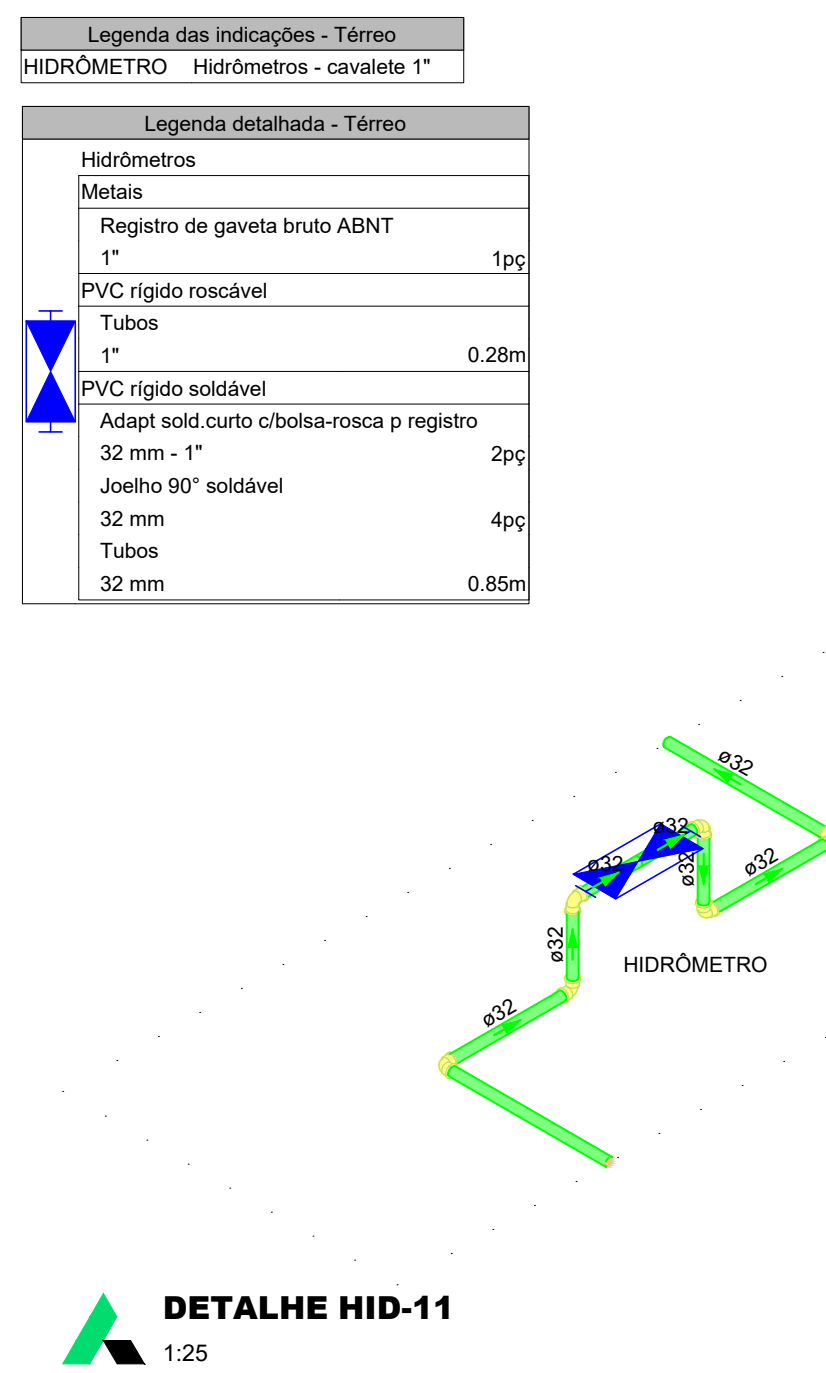 Legenda das indicações - Térreo
HIDRÔMETRO Hidrômetros - cavalete 1"
Legenda detalhada - Térreo
Hidrômetros
Metais
Registro de gaveta bruto ABNT
1" 1pç
PVC rígido roscável
Tubos
1" 0.28m
PVC rígido soldável
Adapt sold.curto c/bolsa-rosca p registro
32 mm - 1" 2pç
Joelho 90° soldável
32 mm 4pç
Tubos
32 mm 0.85m
ø32
ø32
ø32
ø32
ø32
ø32
HIDRÔMETRO
ø32
DETALHE HID-11
1:25